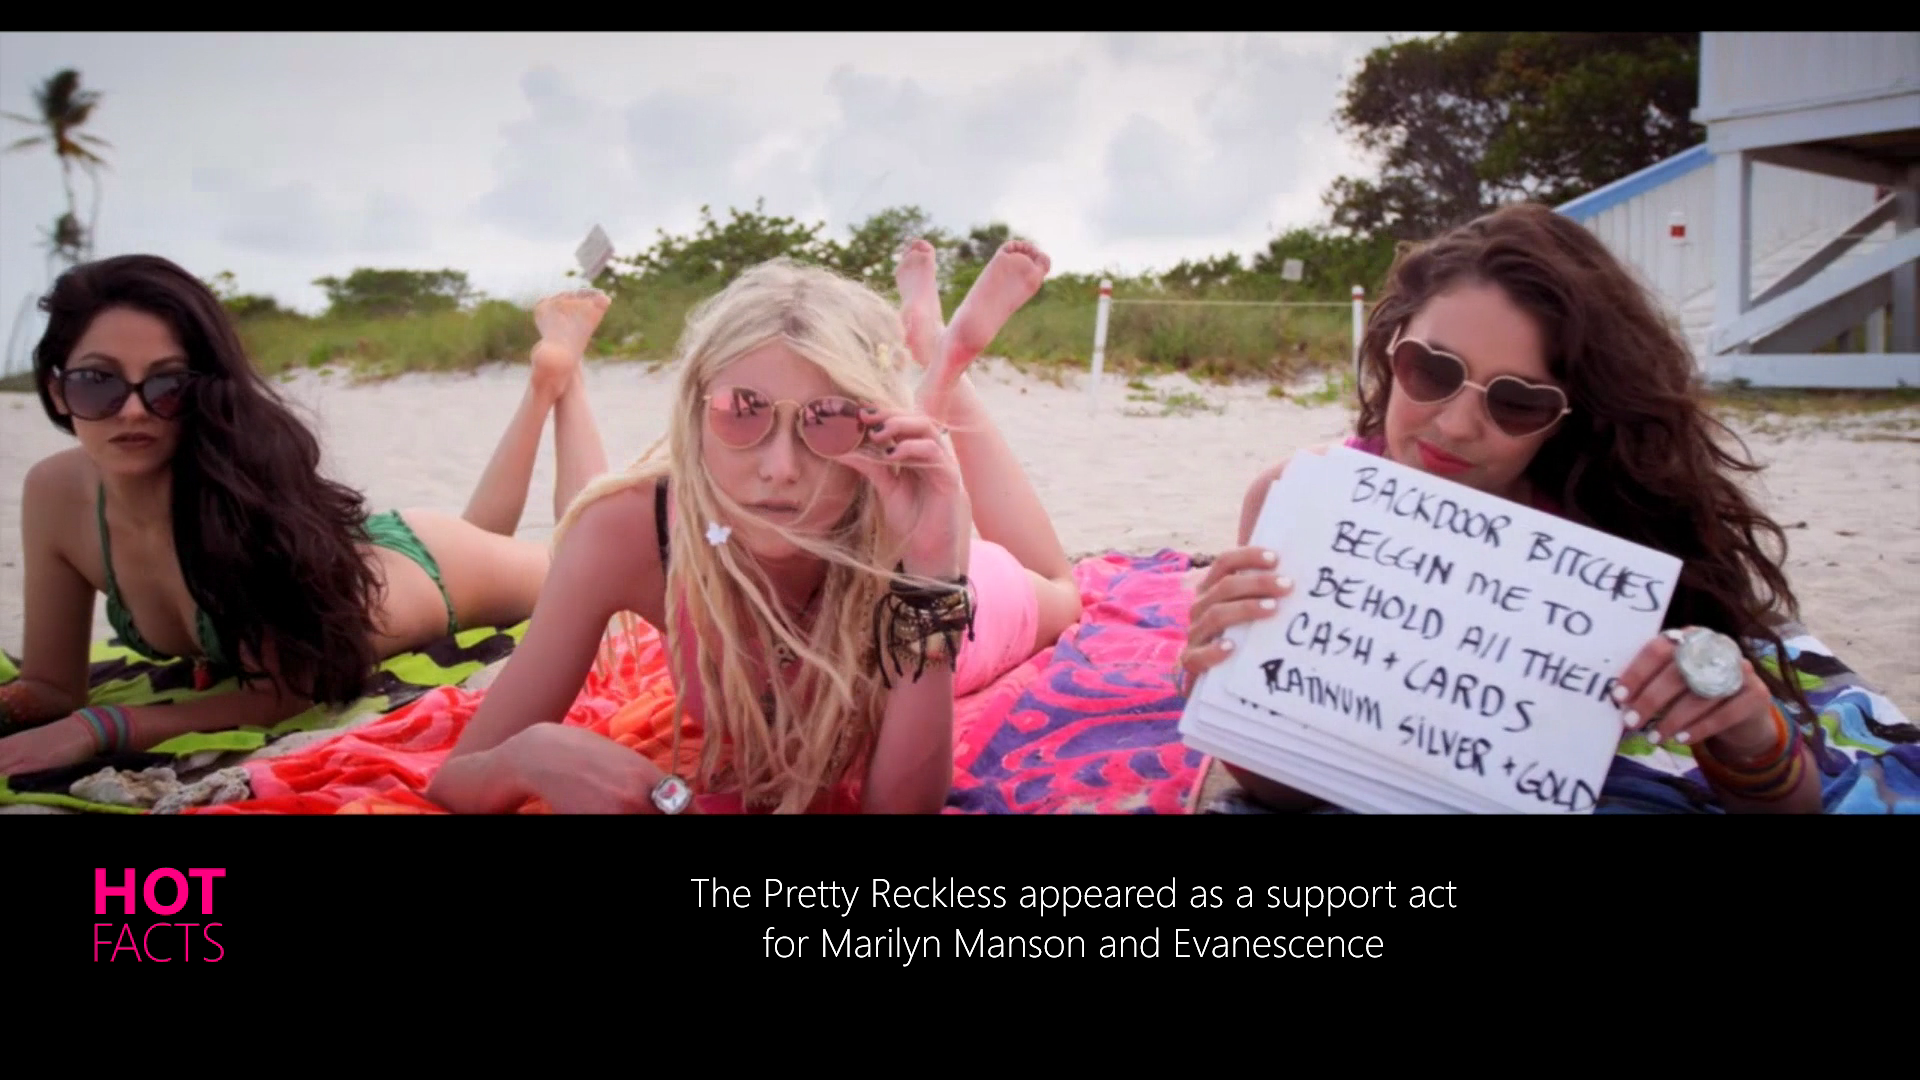 BACKDOOR BITCHES
BEGGIN ME TO
BEHOLD All THEIR
CASH + CARDS
PLATINUM SILVER + GOLD
HOT
FACTS
The Pretty Reckless appeared as a support act
for Marilyn Manson and Evanescence